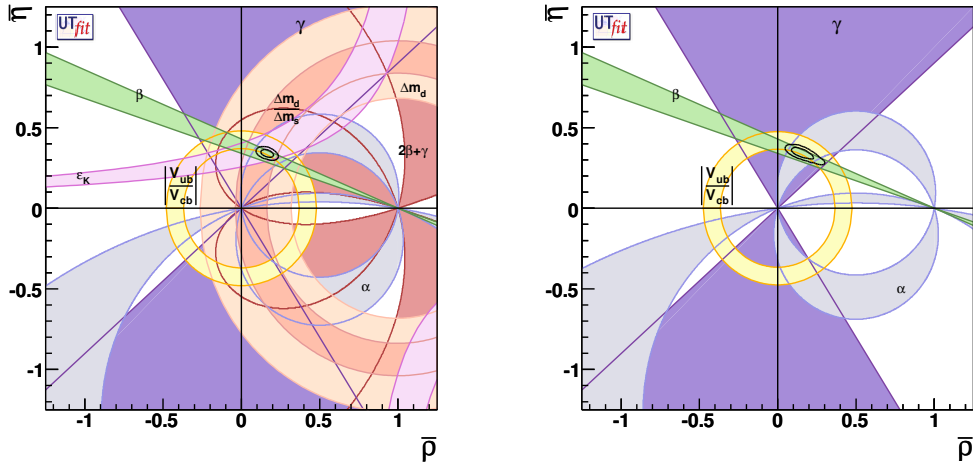 η̅
UTfit
γ
1
β
Δm_d
Δm_d
Δm_s
0.5
2β+γ
ε_K
|V_ub
V_cb|
0
-0.5
α
-1
-1 -0.5 0 0.5 1
ρ̅
η̅
UTfit
γ
1
β
0.5
|V_ub
V_cb|
0
-0.5
α
-1
-1 -0.5 0 0.5 1
ρ̅